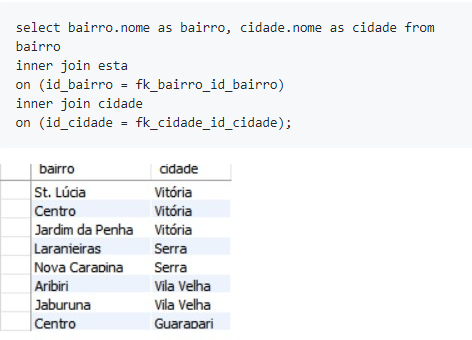 select bairro.nome as bairro, cidade.nome as cidade from
bairro
inner join esta
on (id_bairro = fk_bairro_id_bairro)
inner join cidade
on (id_cidade = fk_cidade_id_cidade);
bairro cidade
St. Lúcia Vitória
Centro Vitória
Jardim da Penha Vitória
Laranjeiras Serra
Nova Carapina Serra
Aribiri Vila Velha
Jaburuna Vila Velha
Centro Guarapari